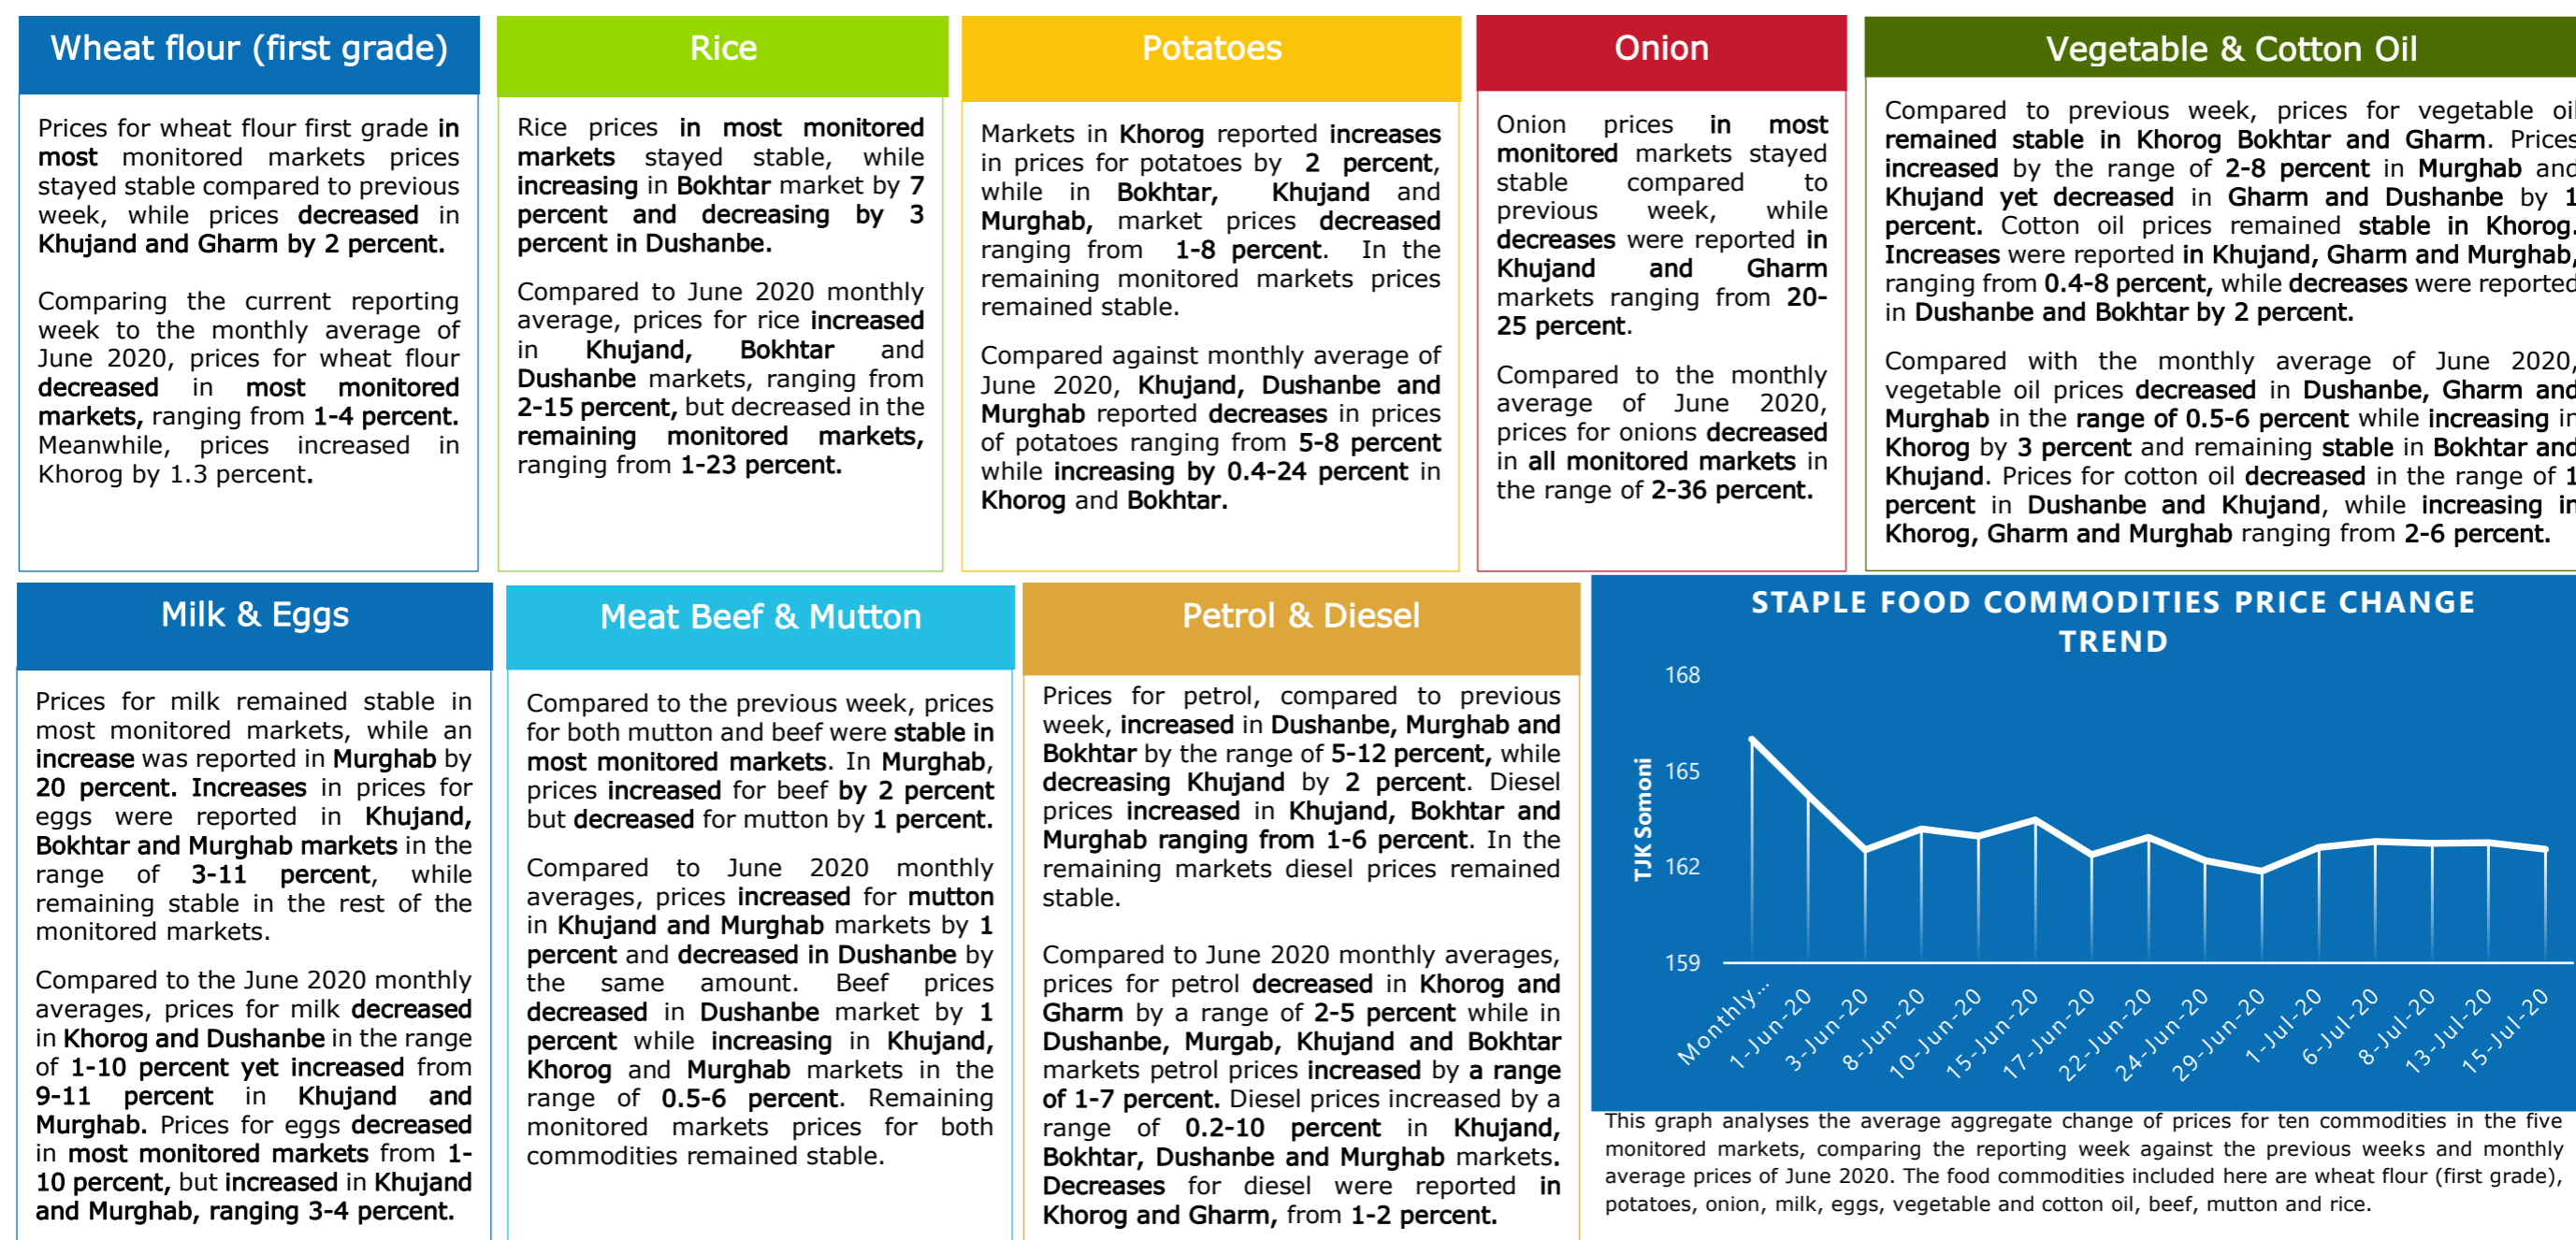 Wheat flour (first grade)
Prices for wheat flour first grade in
most monitored markets prices
stayed stable compared to previous
week, while prices decreased in
Khujand and Gharm by 2 percent.
Comparing the current reporting
week to the monthly average of
June 2020, prices for wheat flour
decreased in most monitored
markets, ranging from 1-4 percent.
Meanwhile, prices increased in
Khorog by 1.3 percent.
Rice
Rice prices in most monitored
markets stayed stable, while
increasing in Bokhtar market by 7
percent and decreasing by 3
percent in Dushanbe.
Compared to June 2020 monthly
average, prices for rice increased
in Khujand, Bokhtar and
Dushanbe markets, ranging from
2-15 percent, but decreased in the
remaining monitored markets,
ranging from 1-23 percent.
Potatoes
Markets in Khorog reported increases
in prices for potatoes by 2 percent,
while in Bokhtar, Khujand and
Murghab, market prices decreased
ranging from 1-8 percent. In the
remaining monitored markets prices
remained stable.
Compared against monthly average of
June 2020, Khujand, Dushanbe and
Murghab reported decreases in prices
of potatoes ranging from 5-8 percent
while increasing by 0.4-24 percent in
Khorog and Bokhtar.
Onion
Onion prices in most
monitored markets stayed
stable compared to
previous week, while
decreases were reported in
Khujand and Gharm
markets ranging from 20-
25 percent.
Compared to the monthly
average of June 2020,
prices for onions decreased
in all monitored markets in
the range of 2-36 percent.
Vegetable & Cotton Oil
Compared to previous week, prices for vegetable oil
remained stable in Khorog Bokhtar and Gharm. Prices
increased by the range of 2-8 percent in Murghab and
Khujand yet decreased in Gharm and Dushanbe by 1
percent. Cotton oil prices remained stable in Khorog.
Increases were reported in Khujand, Gharm and Murghab,
ranging from 0.4-8 percent, while decreases were reported
in Dushanbe and Bokhtar by 2 percent.
Compared with the monthly average of June 2020,
vegetable oil prices decreased in Dushanbe, Gharm and
Murghab in the range of 0.5-6 percent while increasing in
Khorog by 3 percent and remaining stable in Bokhtar and
Khujand. Prices for cotton oil decreased in the range of 1
percent in Dushanbe and Khujand, while increasing in
Khorog, Gharm and Murghab ranging from 2-6 percent.
Milk & Eggs
Prices for milk remained stable in
most monitored markets, while an
increase was reported in Murghab by
20 percent. Increases in prices for
eggs were reported in Khujand,
Bokhtar and Murghab markets in the
range of 3-11 percent, while
remaining stable in the rest of the
monitored markets.
Compared to the June 2020 monthly
averages, prices for milk decreased
in Khorog and Dushanbe in the range
of 1-10 percent yet increased from
9-11 percent in Khujand and
Murghab. Prices for eggs decreased
in most monitored markets from 1-
10 percent, but increased in Khujand
and Murghab, ranging 3-4 percent.
Meat Beef & Mutton
Compared to the previous week, prices
for both mutton and beef were stable in
most monitored markets. In Murghab,
prices increased for beef by 2 percent
but decreased for mutton by 1 percent.
Compared to June 2020 monthly
averages, prices increased for mutton
in Khujand and Murghab markets by 1
percent and decreased in Dushanbe by
the same amount. Beef prices
decreased in Dushanbe market by 1
percent while increasing in Khujand,
Khorog and Murghab markets in the
range of 0.5-6 percent. Remaining
monitored markets prices for both
commodities remained stable.
Petrol & Diesel
Prices for petrol, compared to previous
week, increased in Dushanbe, Murghab and
Bokhtar by the range of 5-12 percent, while
decreasing Khujand by 2 percent. Diesel
prices increased in Khujand, Bokhtar and
Murghab ranging from 1-6 percent. In the
remaining markets diesel prices remained
stable.
Compared to June 2020 monthly averages,
prices for petrol decreased in Khorog and
Gharm by a range of 2-5 percent while in
Dushanbe, Murgab, Khujand and Bokhtar
markets petrol prices increased by a range
of 1-7 percent. Diesel prices increased by a
range of 0.2-10 percent in Khujand,
Bokhtar, Dushanbe and Murghab markets.
Decreases for diesel were reported in
Khorog and Gharm, from 1-2 percent.
STAPLE FOOD COMMODITIES PRICE CHANGE
TREND
TJK Somoni
168
165
162
159
Monthly...
1-Jun-20
3-Jun-20
8-Jun-20
10-Jun-20
15-Jun-20
17-Jun-20
22-Jun-20
24-Jun-20
29-Jun-20
1-Jul-20
6-Jul-20
8-Jul-20
13-Jul-20
15-Jul-20
This graph analyses the average aggregate change of prices for ten commodities in the five
monitored markets, comparing the reporting week against the previous weeks and monthly
average prices of June 2020. The food commodities included here are wheat flour (first grade),
potatoes, onion, milk, eggs, vegetable and cotton oil, beef, mutton and rice.